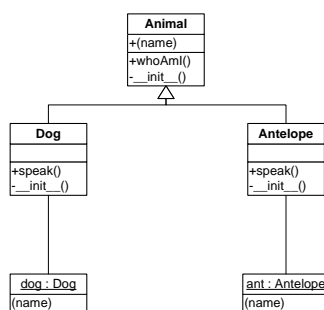 Animal
+(name)
+whoAmI()
-__init__()
Dog
+speak()
-__init__()
Antelope
+speak()
-__init__()
dog : Dog
(name)
ant : Antelope
(name)